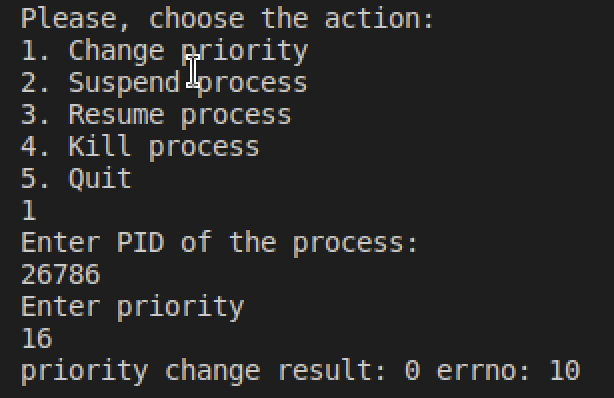 Please, choose the action:
1. Change priority
2. Suspend process
3. Resume process
4. Kill process
5. Quit
1
Enter PID of the process:
26786
Enter priority
16
priority change result: 0 errno: 10